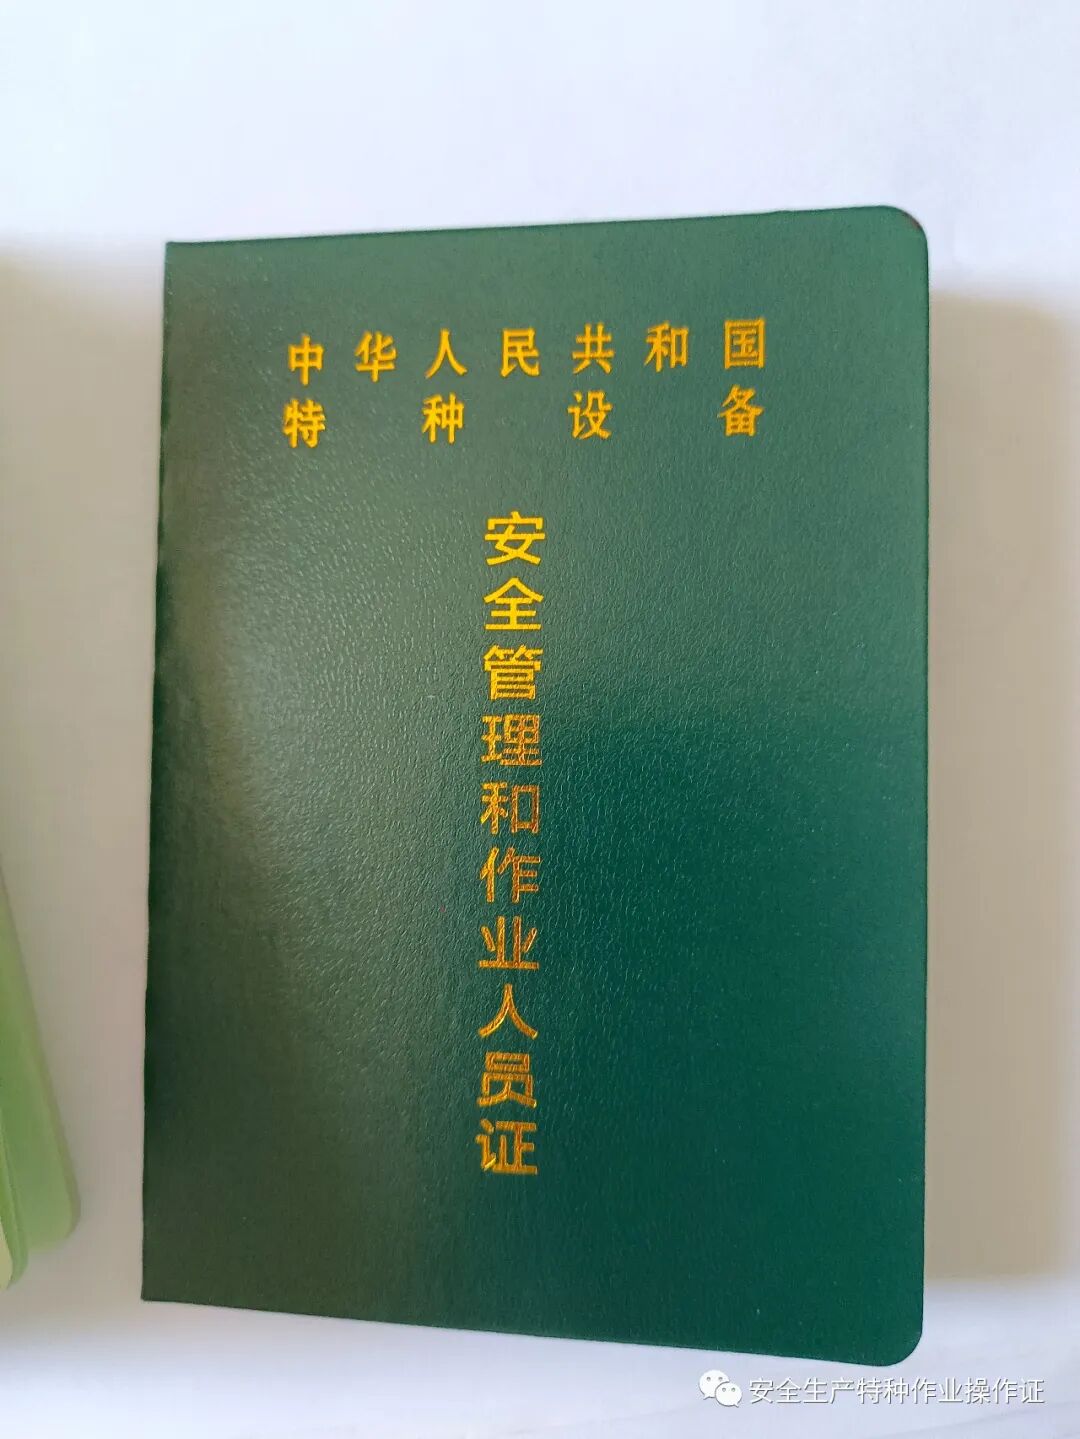 中华人民共和国
特种设备
安全管理和作业人员证
安全生产特种作业操作证